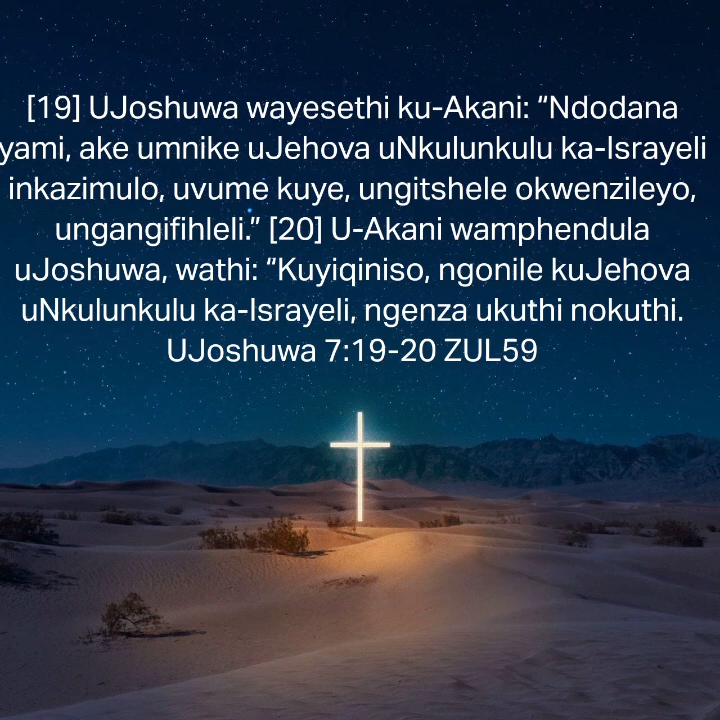 [19] UJoshuwa wayesethi ku-Akani: “Ndodana
yami, ake umnike uJehova uNkulunkulu ka-Israyeli
inkazimulo, uvume kuye, ungitshele okwenzileyo,
ungangifihleli.” [20] U-Akani wamphendula
uJoshuwa, wathi: “Kuyiqiniso, ngonile kuJehova
uNkulunkulu ka-Israyeli, ngenza ukuthi nokuthi.
UJoshuwa 7:19-20 ZUL59